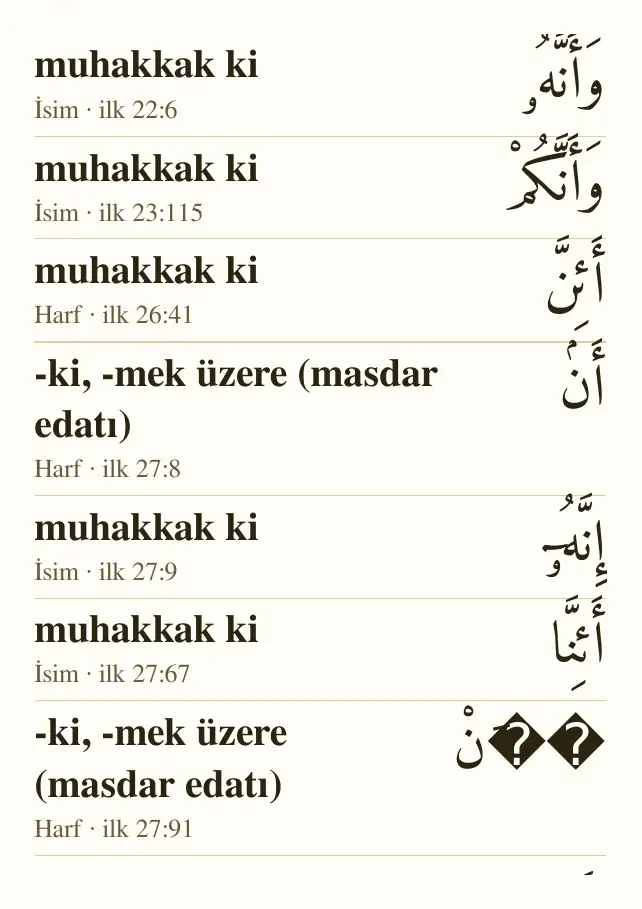 muhakkak ki وَأَنَّهُۥ
İsim · ilk 22:6
muhakkak ki وَأَنَّكُمْ
İsim · ilk 23:115
muhakkak ki أَئِنَّ
Harf · ilk 26:41
-ki, -mek üzere (masdar أَنۢ
edatı)
Harf · ilk 27:8
muhakkak ki إِنَّهُۥٓ
İsim · ilk 27:9
muhakkak ki أَئِنَّا
İsim · ilk 27:67
-ki, -mek üzere ��َنْ
(masdar edatı)
Harf · ilk 27:91